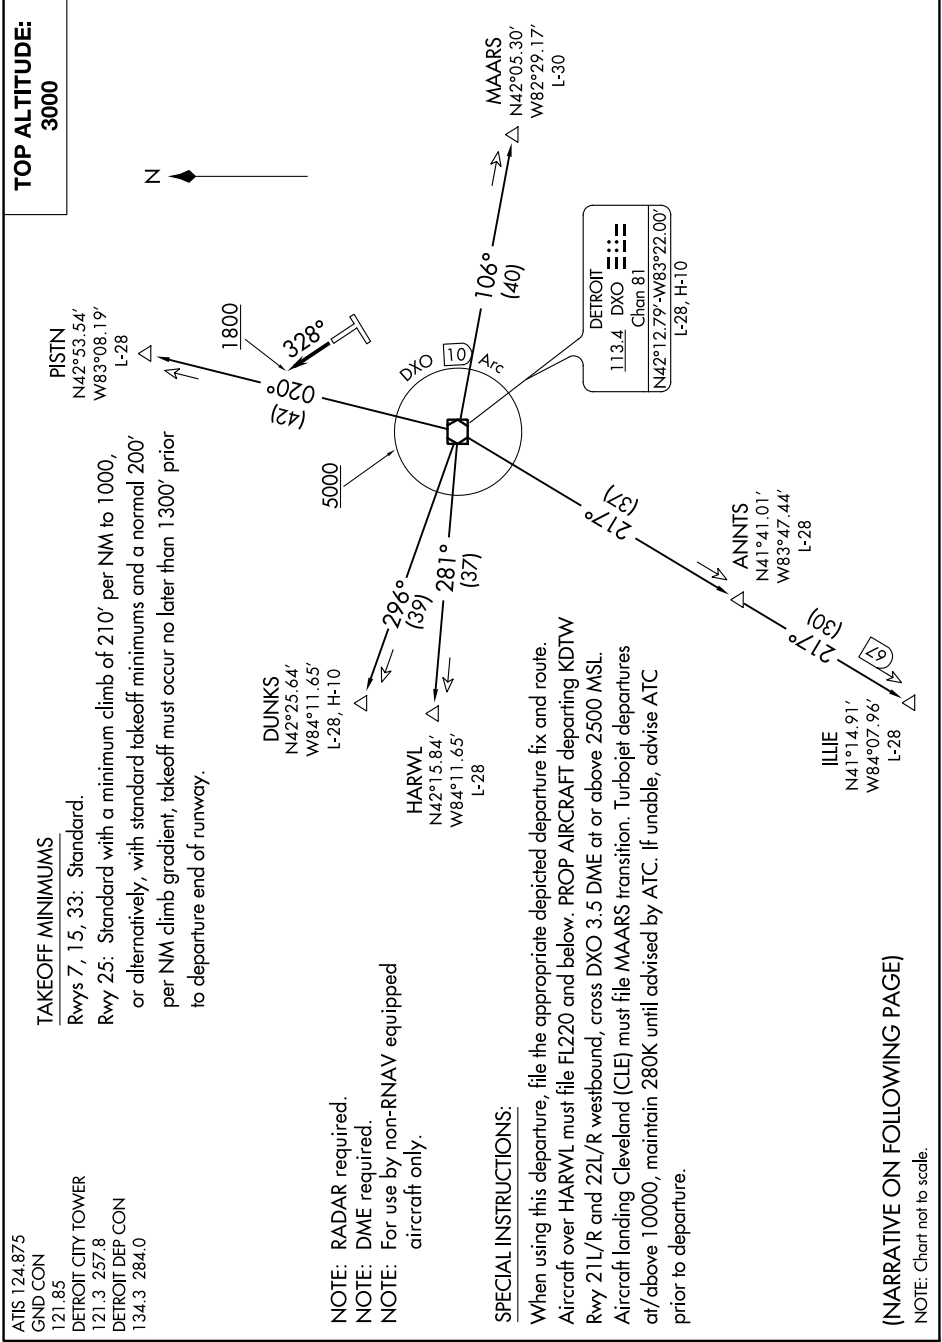 TOP ALTITUDE:
3000
ATIS 124.875
GND CON
121.85
DETROIT CITY TOWER
121.3 257.8
DETROIT DEP CON
134.3 284.0
TAKEOFF MINIMUMS
Rwys 7, 15, 33: Standard.
Rwy 25: Standard with a minimum climb of 210' per NM to 1000,
or alternatively, with standard takeoff minimums and a normal 200'
per NM climb gradient, takeoff must occur no later than 1300' prior
to departure end of runway.
PISTN
N42°53.54'
W83°08.19'
L-28
N
1800
328°
020°
(42)
5000
DXO 10 Arc
106°
(40)
MAARS
N42°05.30'
W82°29.17'
L-30
DETROIT
113.4 DXO
Chan 81
N42°12.79'-W83°22.00'
L-28, H-10
DUNKS
N42°25.64'
W84°11.65'
L-28, H-10
296°
(39)
281°
(37)
HARWL
N42°15.84'
W84°11.65'
L-28
217°
(37)
ANNTS
N41°41.01'
W83°47.44'
L-28
217°
(30)
67
ILLIE
N41°14.91'
W84°07.96'
L-28
NOTE: RADAR required.
NOTE: DME required.
NOTE: For use by non-RNAV equipped
aircraft only.
SPECIAL INSTRUCTIONS:
When using this departure, file the appropriate depicted departure fix and route.
Aircraft over HARWL must file FL220 and below. PROP AIRCRAFT departing KDTW
Rwy 21L/R and 22L/R westbound, cross DXO 3.5 DME at or above 2500 MSL.
Aircraft landing Cleveland (CLE) must file MAARS transition. Turbojet departures
at/above 10000, maintain 280K until advised by ATC. If unable, advise ATC
prior to departure.
(NARRATIVE ON FOLLOWING PAGE)
NOTE: Chart not to scale.